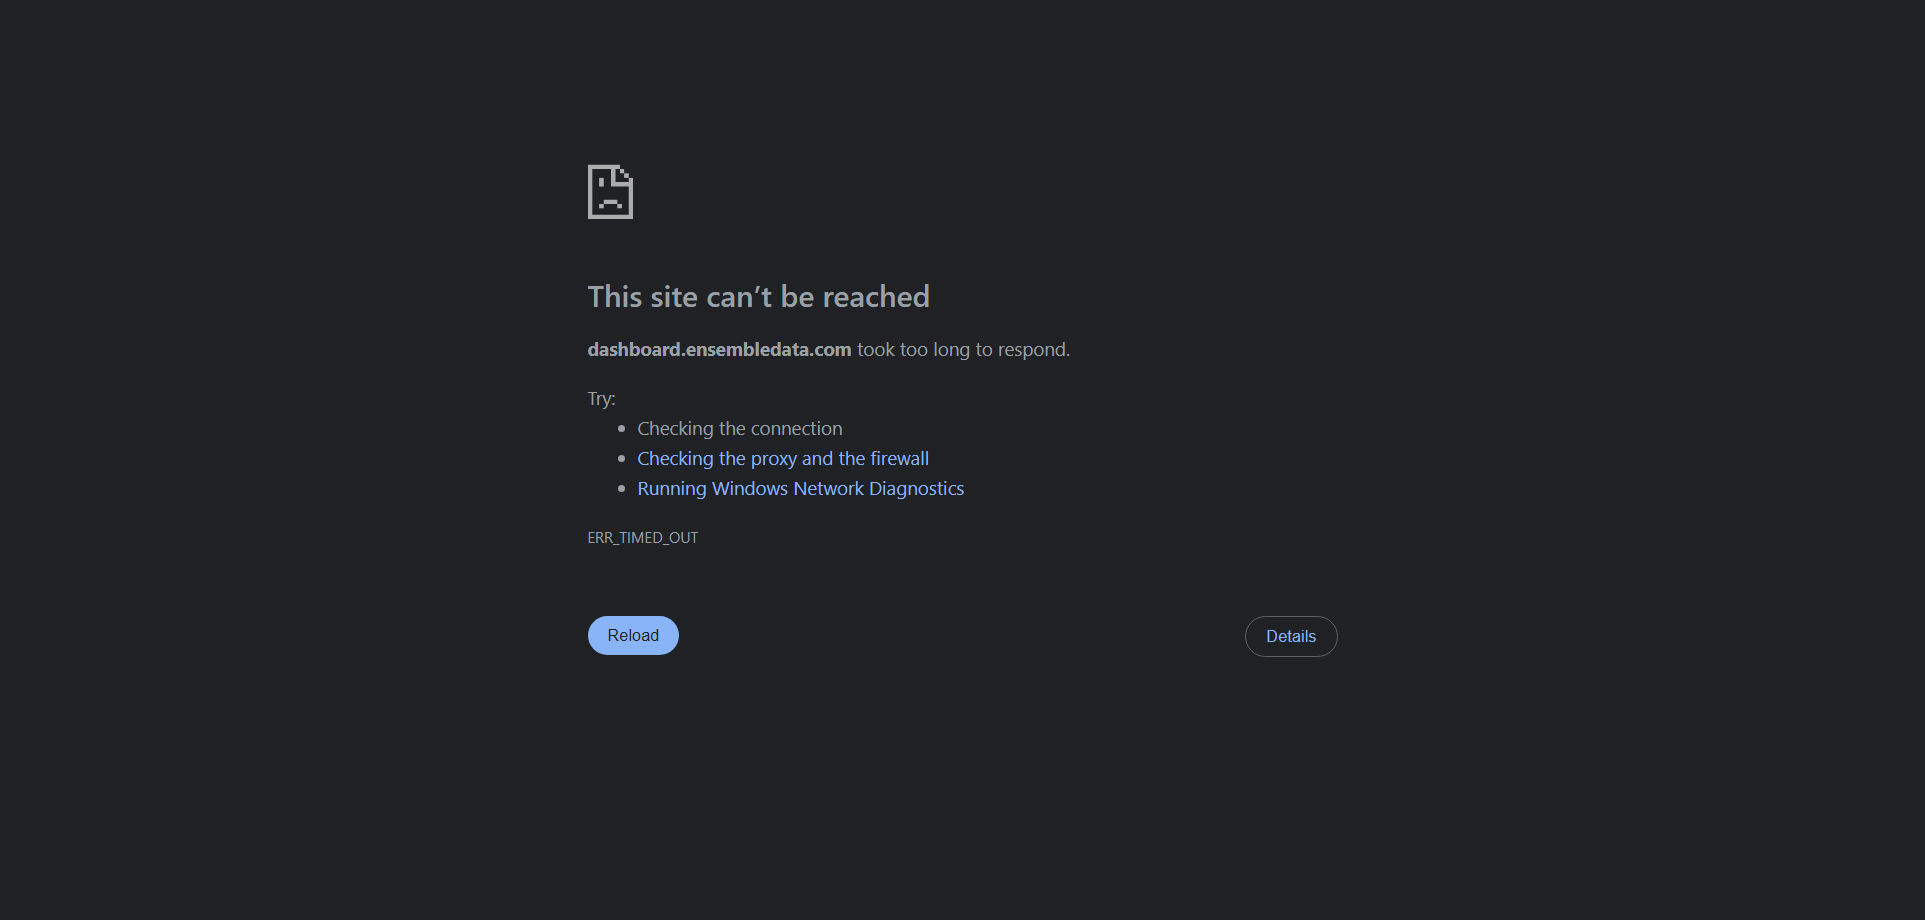 This site can’t be reached
dashboard.ensembledata.com took too long to respond.
Try:
Checking the connection
Checking the proxy and the firewall
Running Windows Network Diagnostics
ERR_TIMED_OUT
Reload
Details